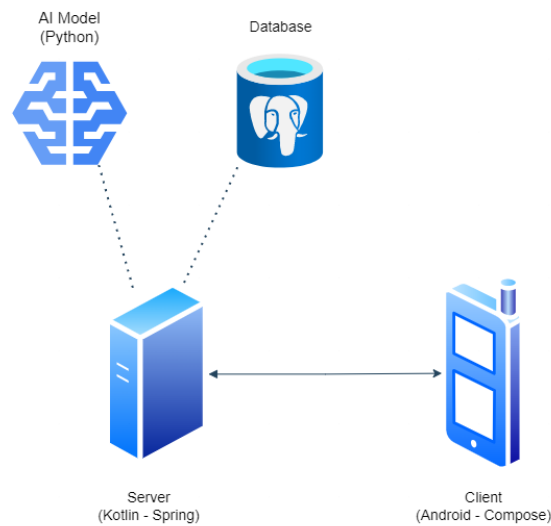 AI Model
(Python)
Database
Server
(Kotlin - Spring)
Client
(Android - Compose)